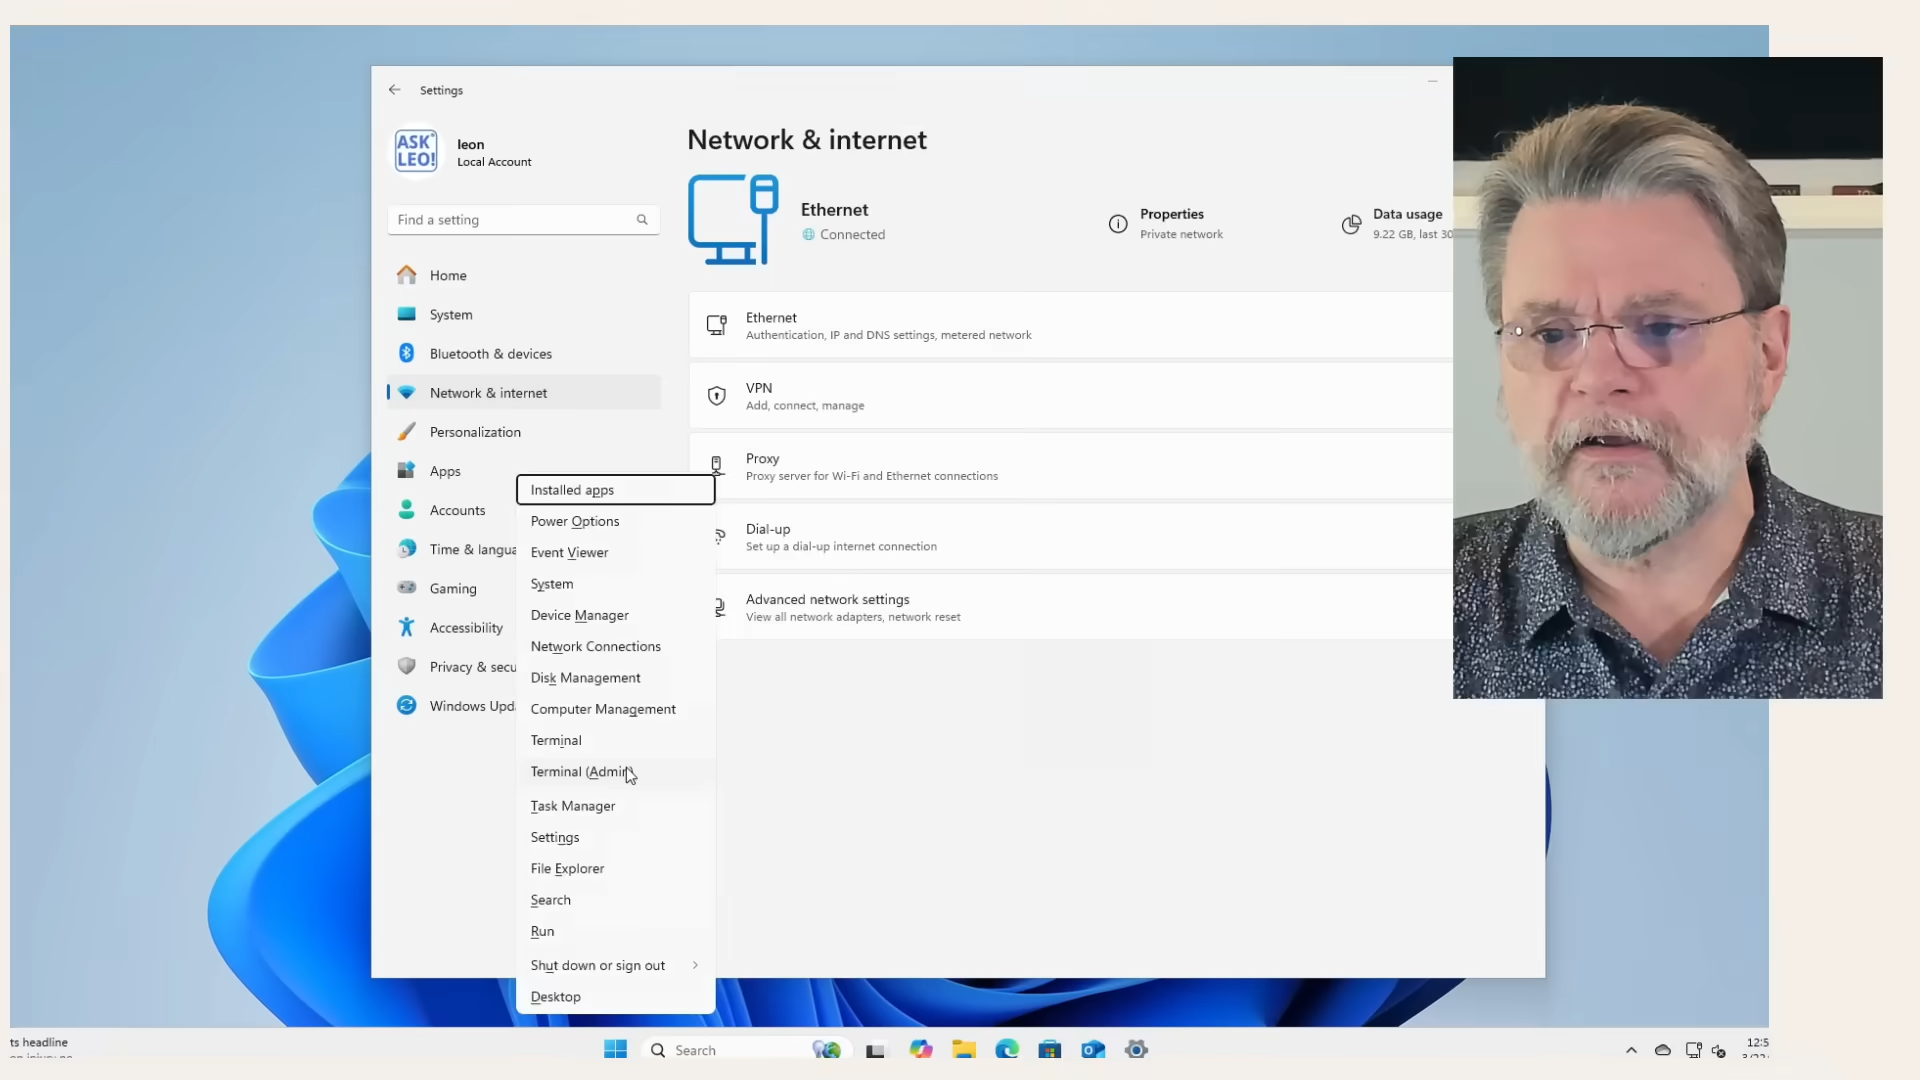 Settings
ASK
LEO!
leon
Local Account
Find a setting
Home
System
Bluetooth & devices
Network & internet
Personalization
Apps
Accounts
Time & langua
Gaming
Accessibility
Privacy & secu
Windows Upda
Network & internet
Ethernet
Connected
Properties
Private network
Data usage
9.22 GB, last 30
Ethernet
Authentication, IP and DNS settings, metered network
VPN
Add, connect, manage
Proxy
Proxy server for Wi-Fi and Ethernet connections
Dial-up
Set up a dial-up internet connection
Advanced network settings
View all network adapters, network reset
Installed apps
Power Options
Event Viewer
System
Device Manager
Network Connections
Disk Management
Computer Management
Terminal
Terminal (Admin)
Task Manager
Settings
File Explorer
Search
Run
Shut down or sign out
Desktop
ts headline
Search
12:5